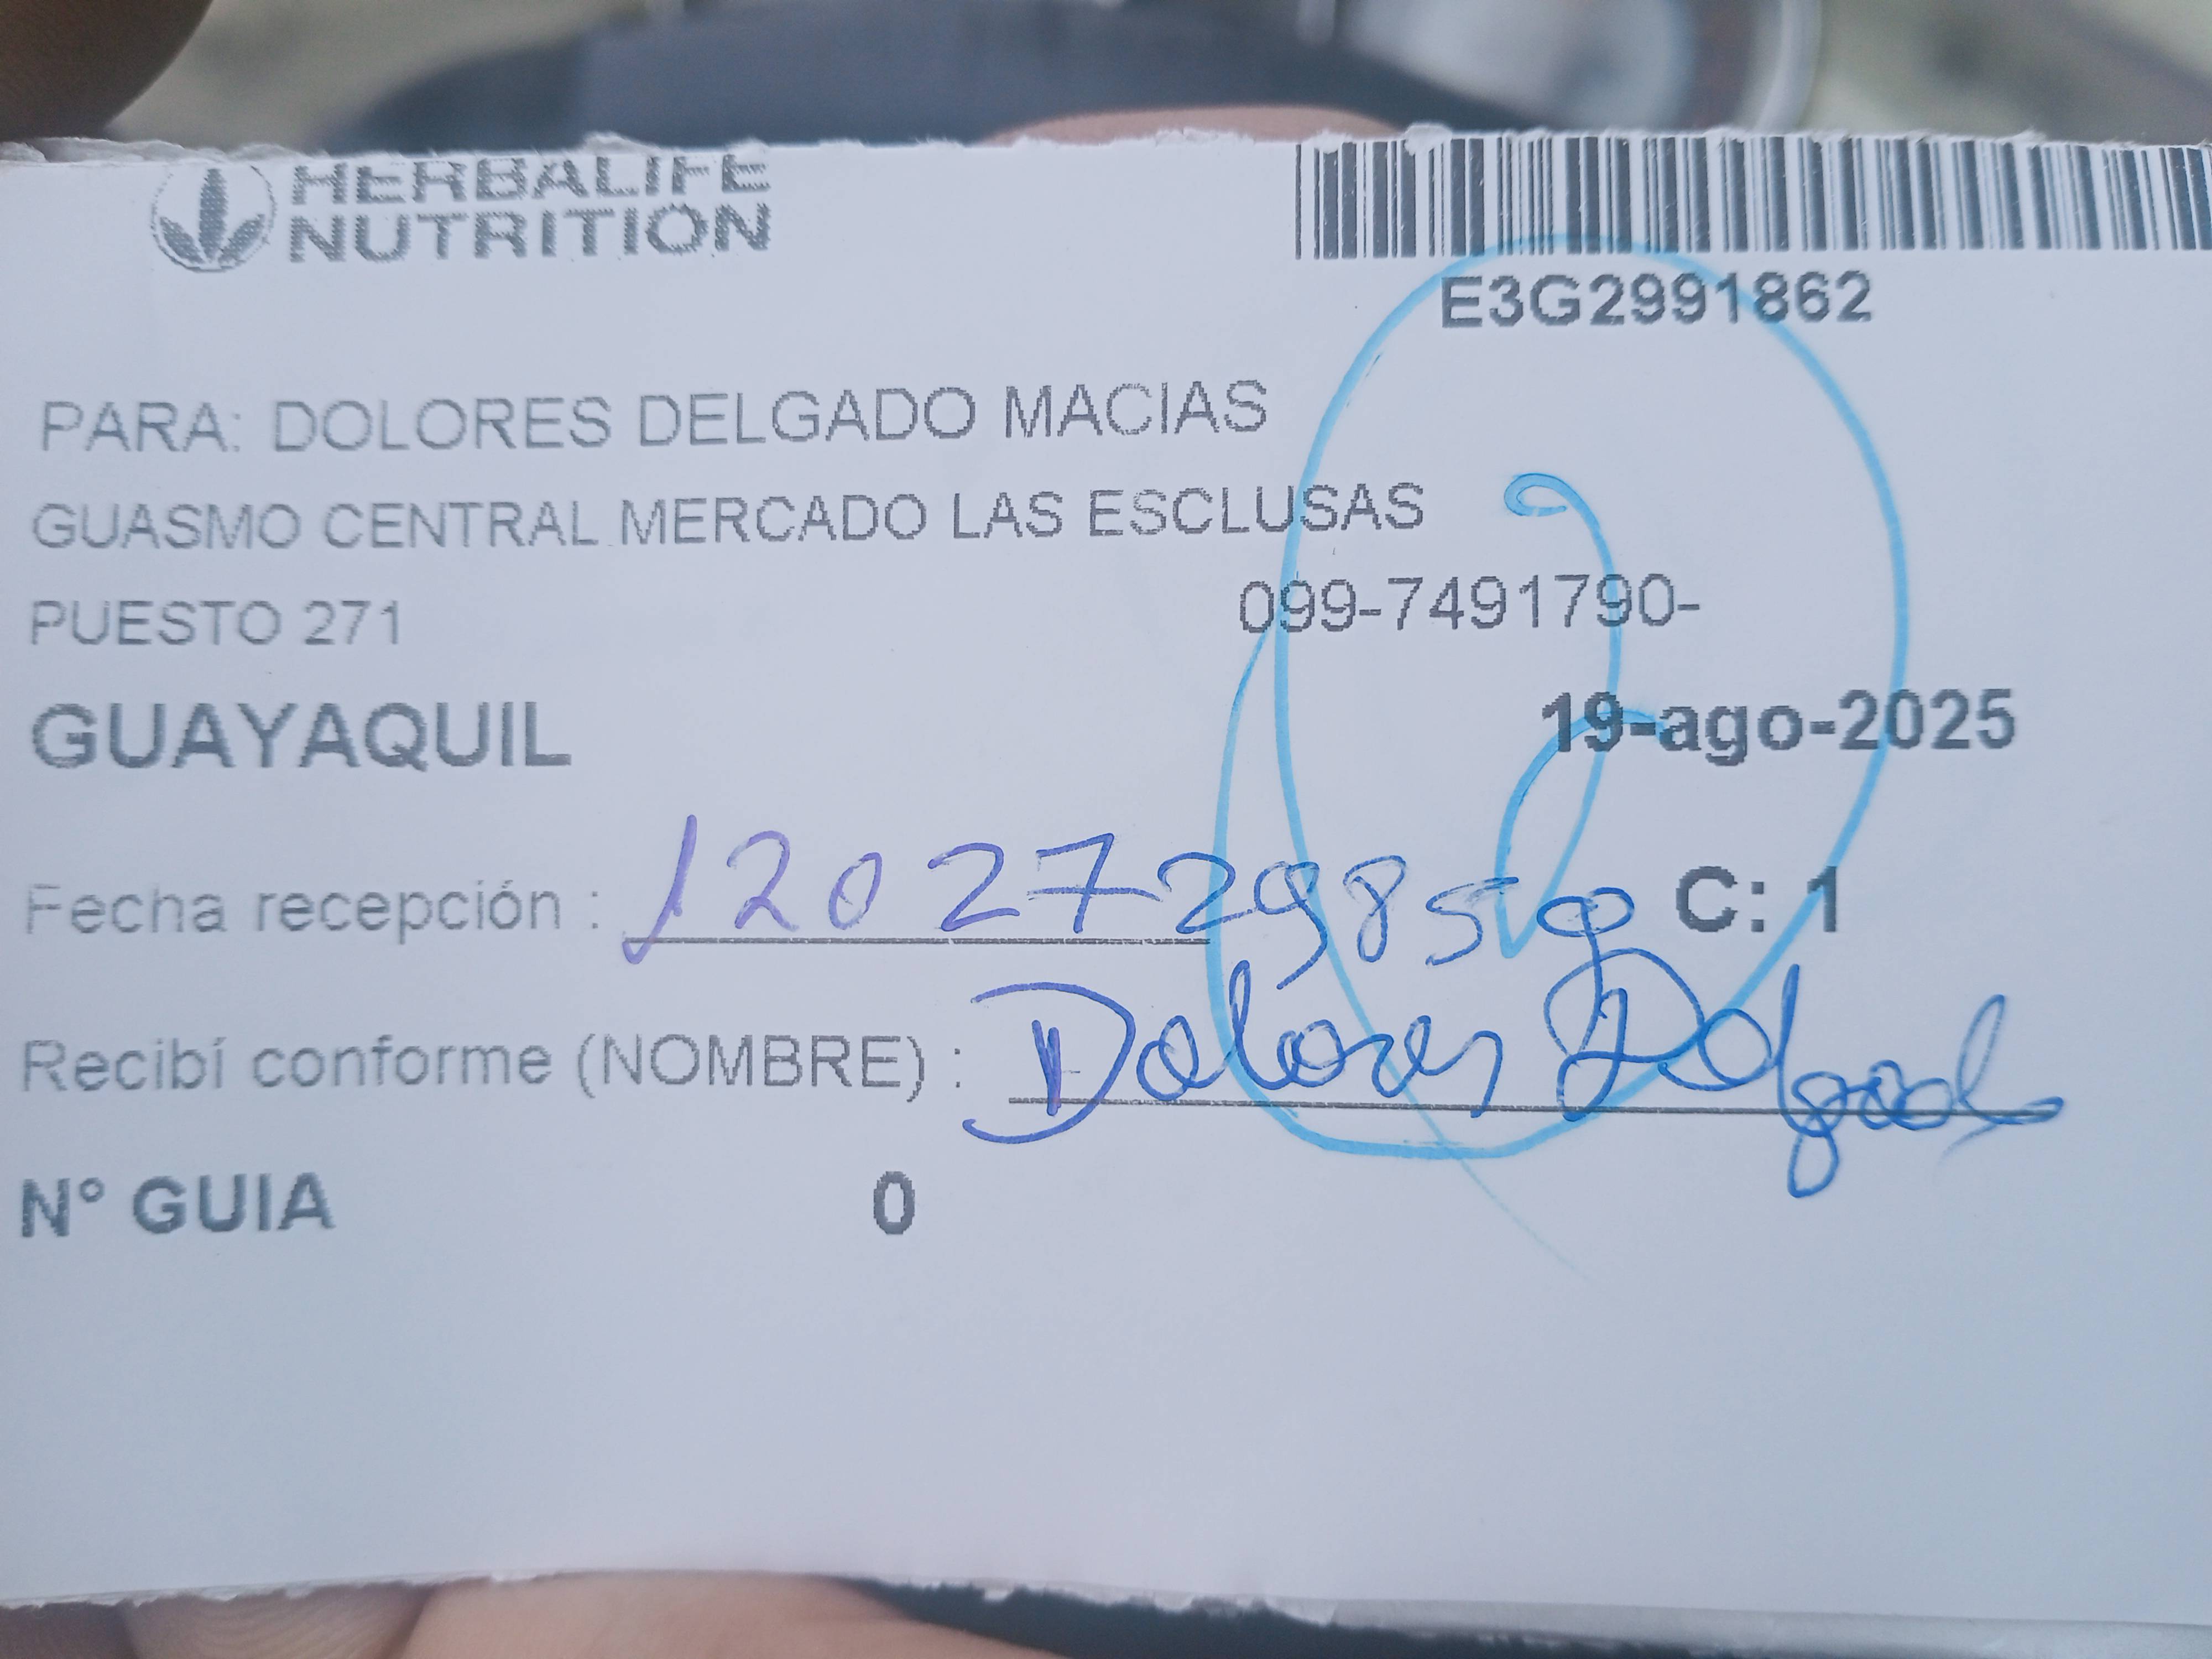 HERBALIFE
NUTRITION
E3G2991862
PARA: DOLORES DELGADO MACIAS
GUASMO CENTRAL MERCADO LAS ESCLUSAS
PUESTO 271 099-7491790-
GUAYAQUIL 19-ago-2025
Fecha recepción : 1202729859 C: 1
Recibí conforme (NOMBRE) : Dolores Delgado
N° GUIA 0